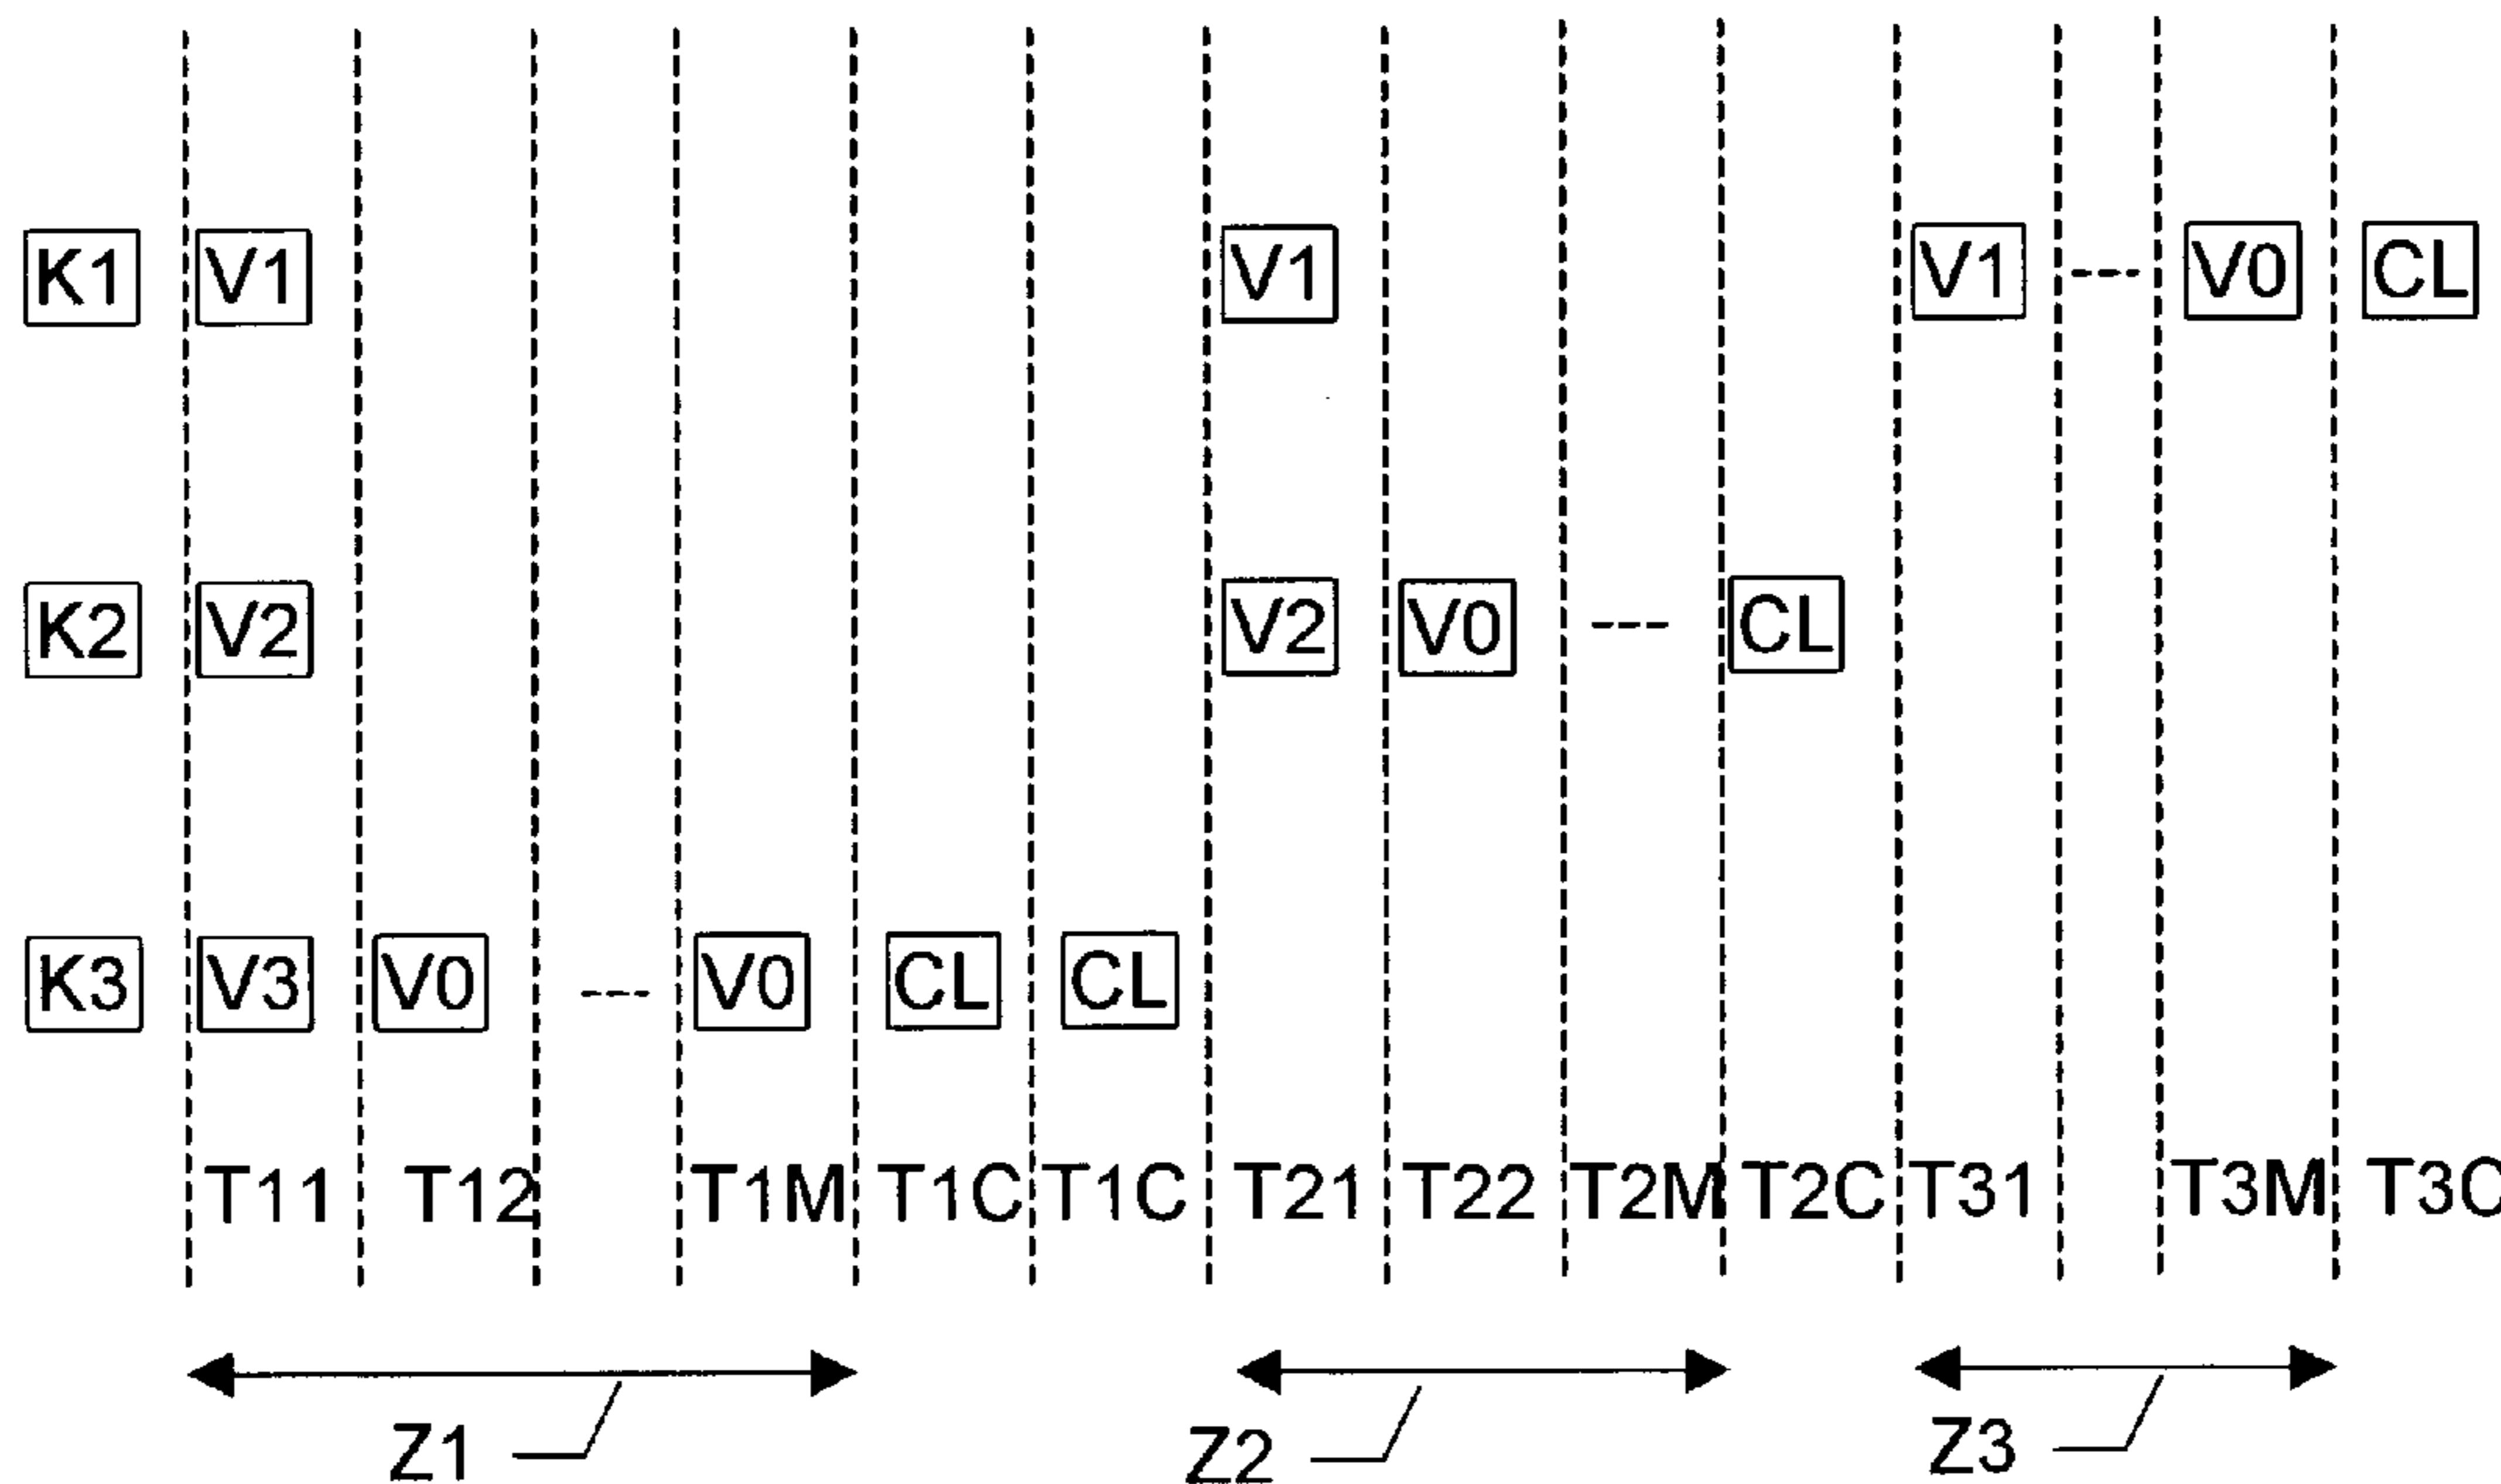 K1 V1 V1 V1 --- V0 CL
K2 V2 V2 V0 --- CL
K3 V3 V0 --- V0 CL CL
T11 T12 T1M T1C T1C T21 T22 T2M T2C T31 T3M T3C
Z1 Z2 Z3